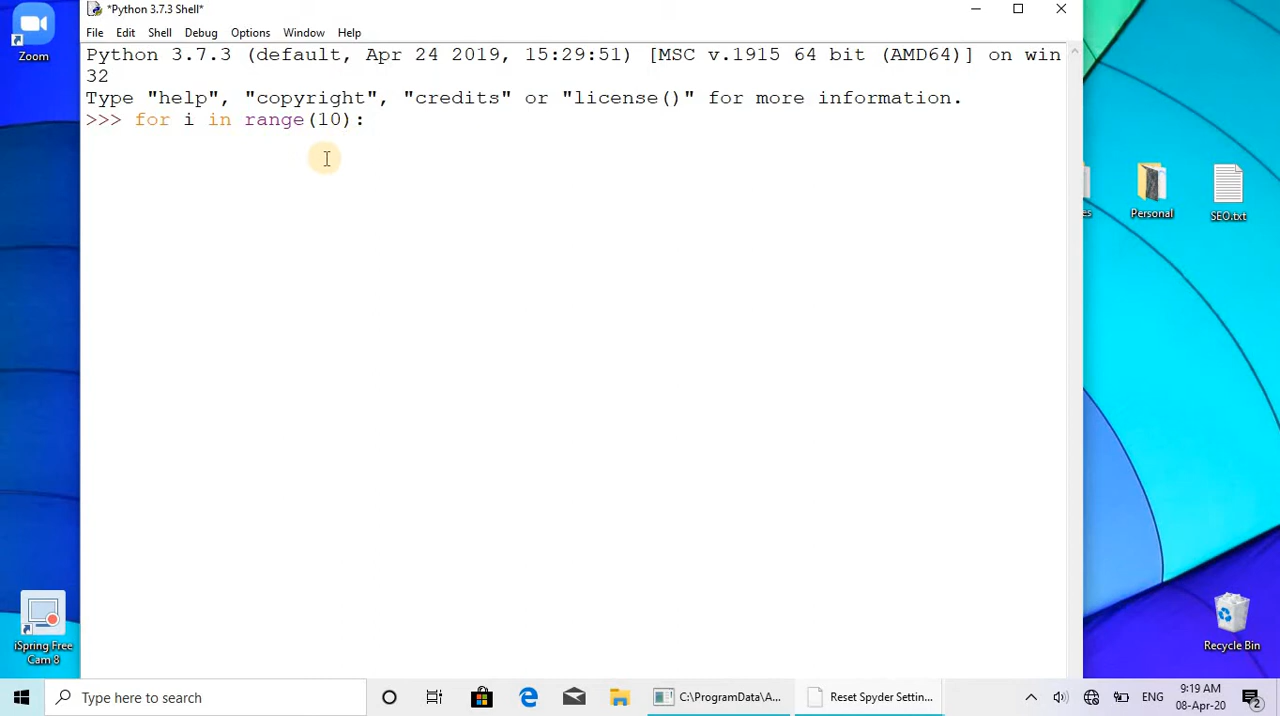 *Python 3.7.3 Shell*
File Edit Shell Debug Options Window Help
Python 3.7.3 (default, Apr 24 2019, 15:29:51) [MSC v.1915 64 bit (AMD64)] on win
32
Type "help", "copyright", "credits" or "license()" for more information.
>>> for i in range(10):
Zoom
Personal
SEO.txt
iSpring Free
Cam 8
Recycle Bin
Type here to search
C:\ProgramData\A...
Reset Spyder Settin...
ENG
9:19 AM
08-Apr-20
2